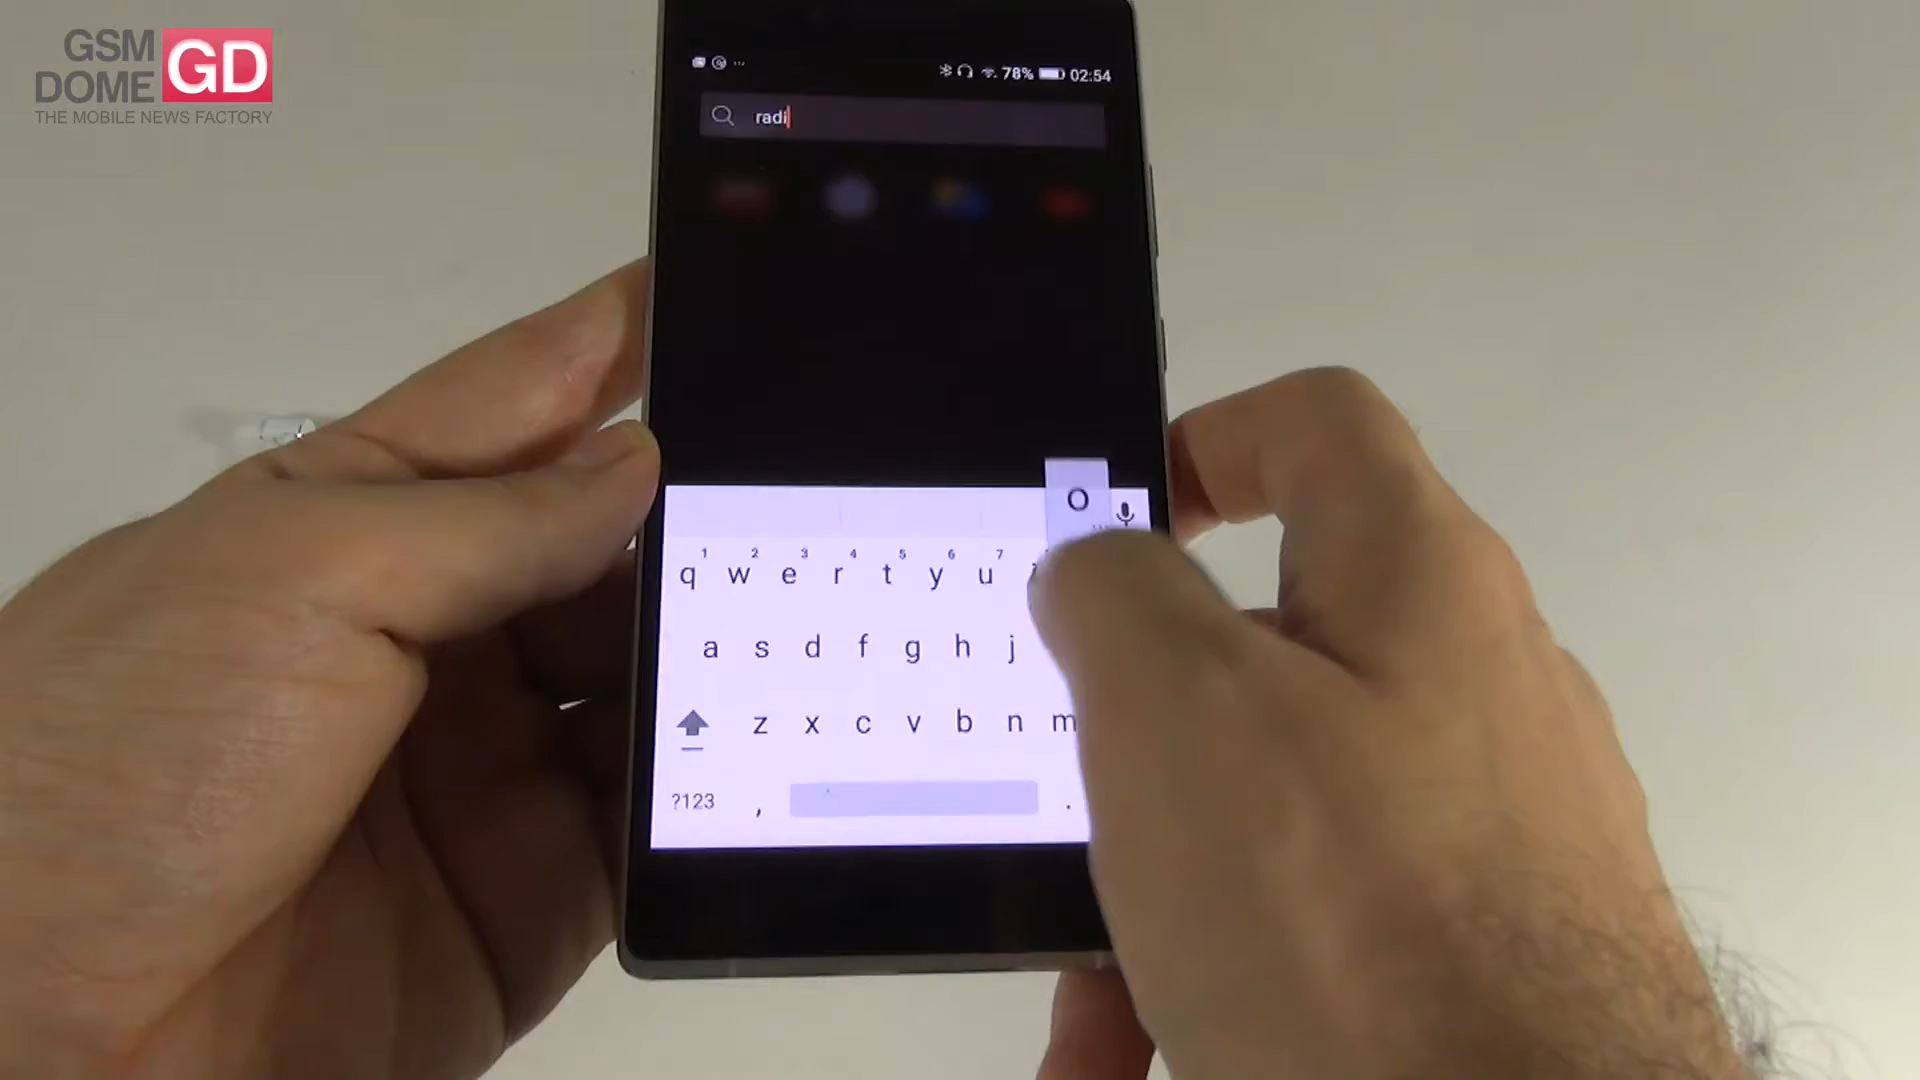 GSM
DOME
GD
THE MOBILE NEWS FACTORY
78% 02:54
radi
o
1 2 3 4 5 6 7
q w e r t y u
a s d f g h j
z x c v b n m
?123 , .